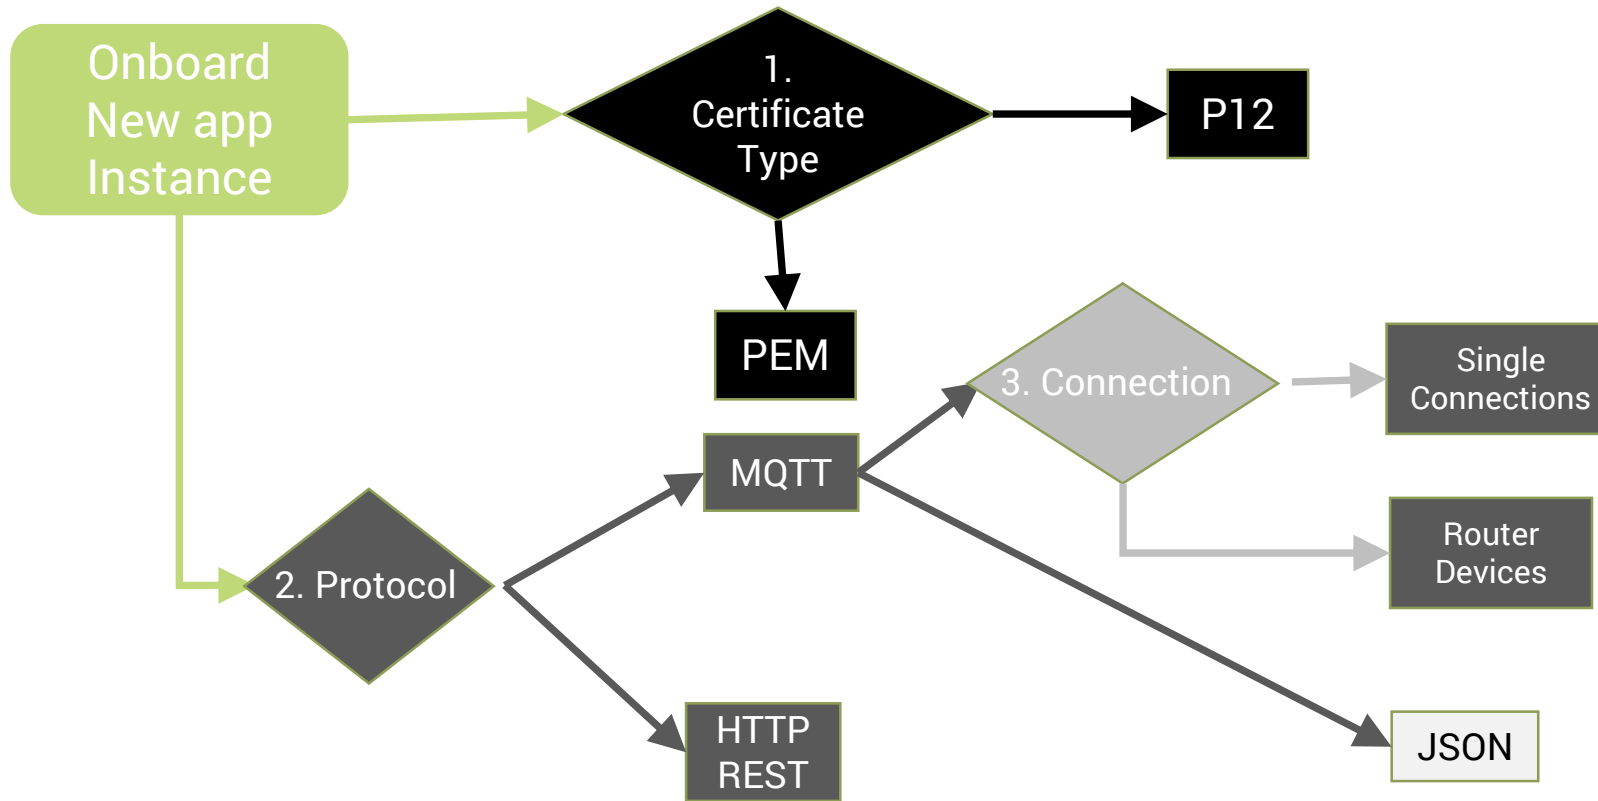 Onboard
New app
Instance
1.
Certificate
Type
P12
PEM
3. Connection
Single
Connections
MQTT
Router
Devices
2. Protocol
HTTP
REST
JSON